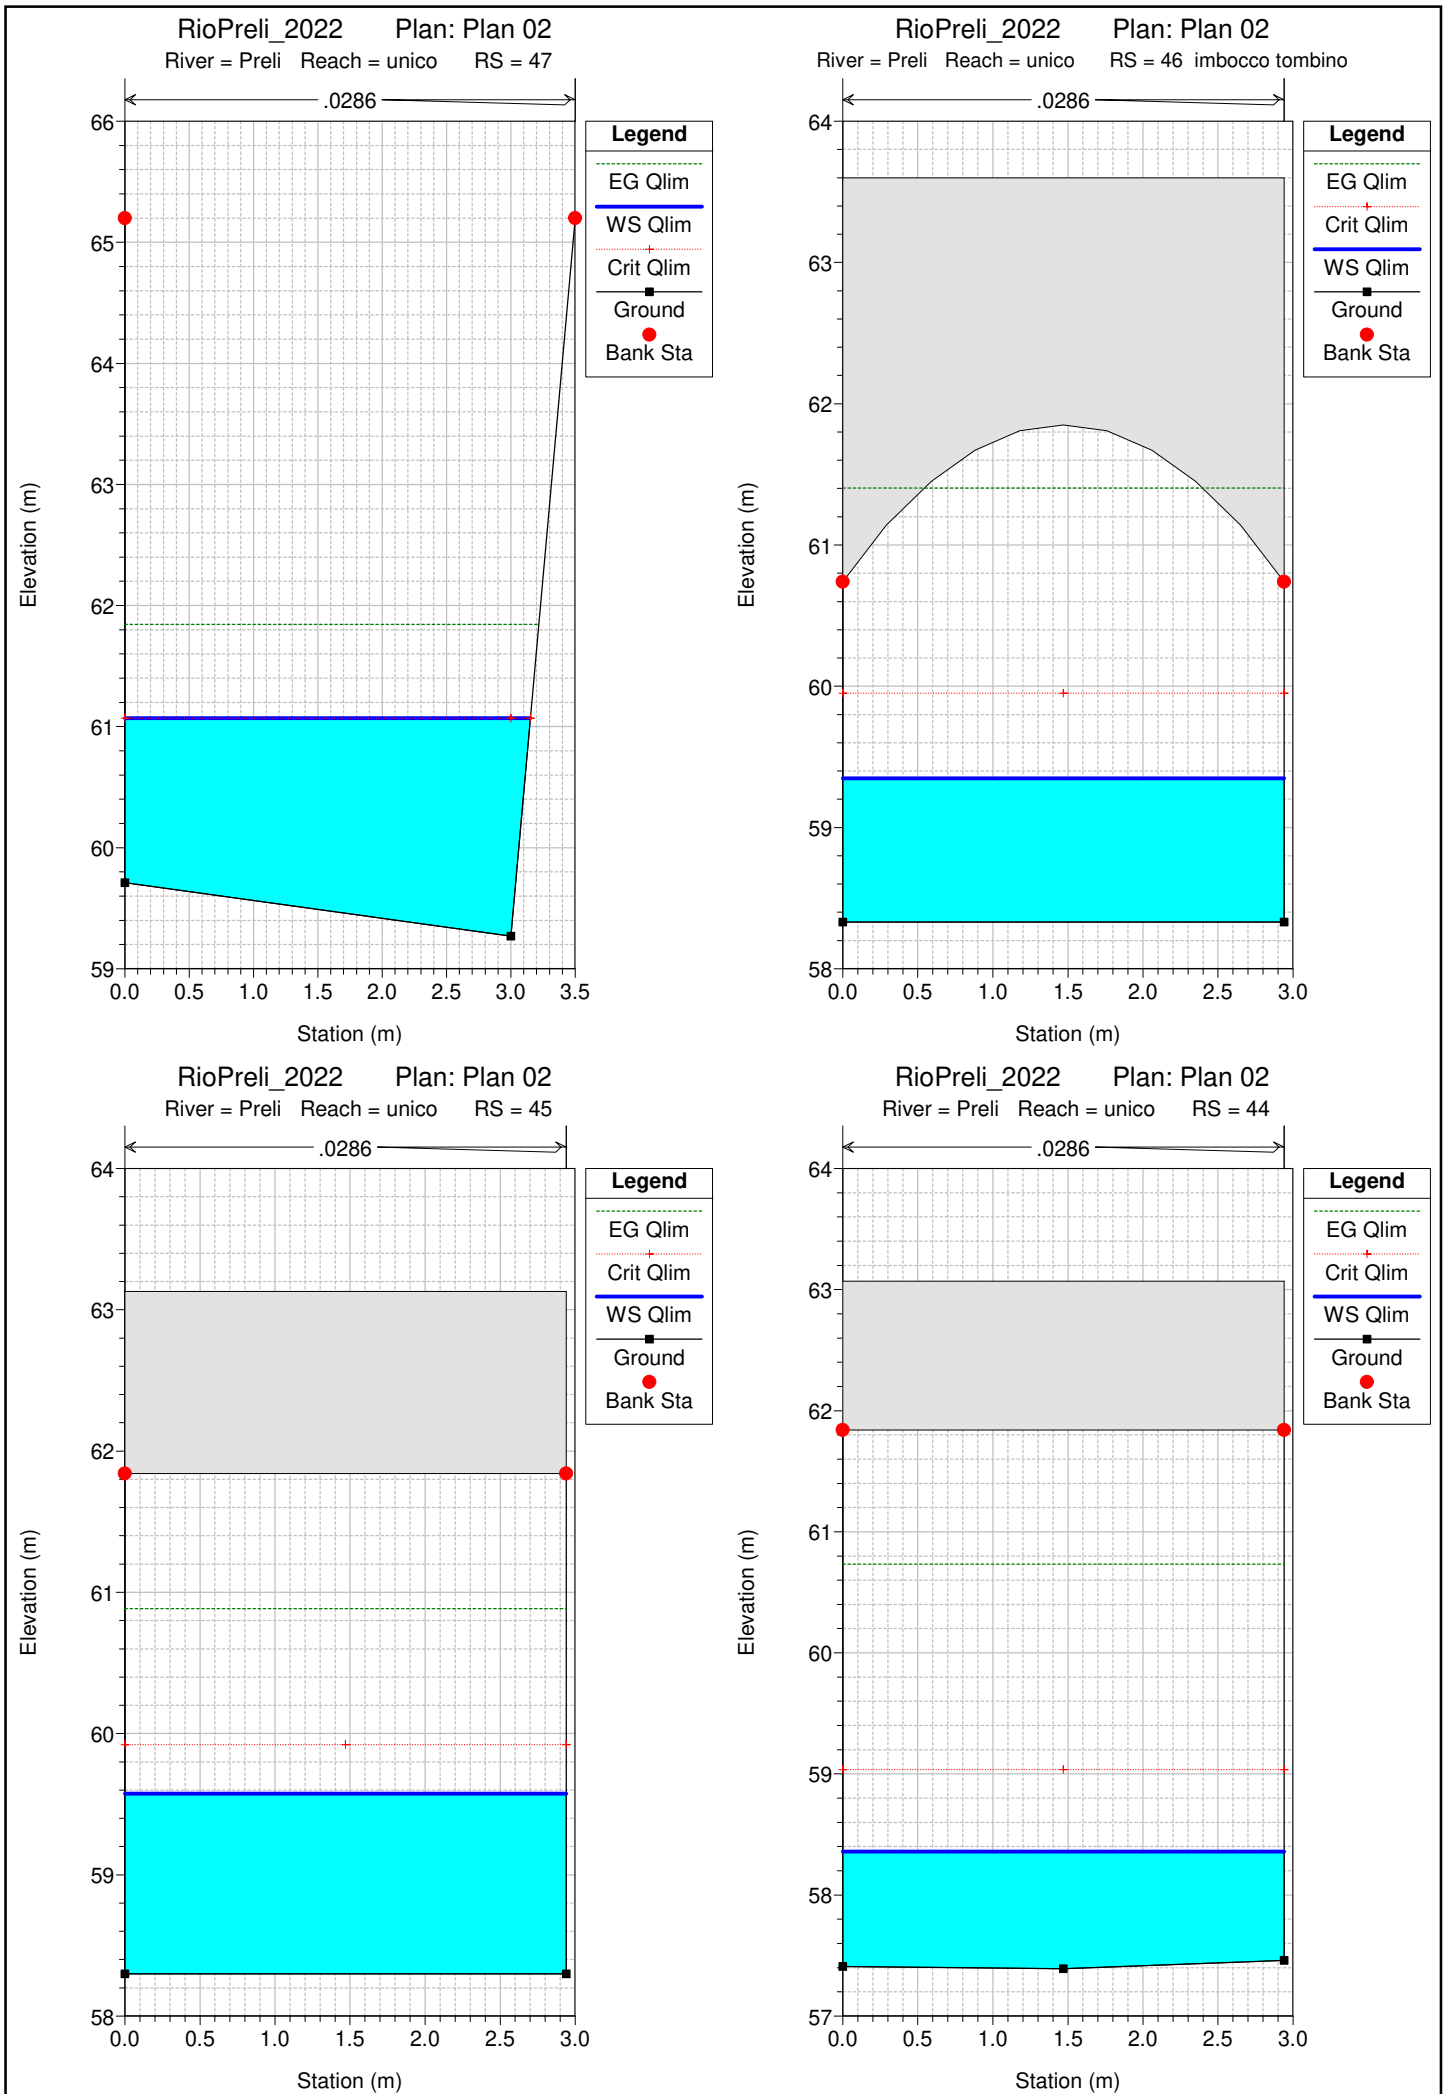 RioPreli_2022 Plan: Plan 02
River = Preli Reach = unico RS = 47
.0286
66
65
64
63
62
61
60
59
0.0 0.5 1.0 1.5 2.0 2.5 3.0 3.5
Station (m)
Elevation (m)
Legend
EG Qlim
WS Qlim
Crit Qlim
Ground
Bank Sta
RioPreli_2022 Plan: Plan 02
River = Preli Reach = unico RS = 46 imbocco tombino
.0286
64
63
62
61
60
59
58
0.0 0.5 1.0 1.5 2.0 2.5 3.0
Station (m)
Elevation (m)
Legend
EG Qlim
Crit Qlim
WS Qlim
Ground
Bank Sta
RioPreli_2022 Plan: Plan 02
River = Preli Reach = unico RS = 45
.0286
64
63
62
61
60
59
58
0.0 0.5 1.0 1.5 2.0 2.5 3.0
Station (m)
Elevation (m)
Legend
EG Qlim
Crit Qlim
WS Qlim
Ground
Bank Sta
RioPreli_2022 Plan: Plan 02
River = Preli Reach = unico RS = 44
.0286
64
63
62
61
60
59
58
57
0.0 0.5 1.0 1.5 2.0 2.5 3.0
Station (m)
Elevation (m)
Legend
EG Qlim
Crit Qlim
WS Qlim
Ground
Bank Sta